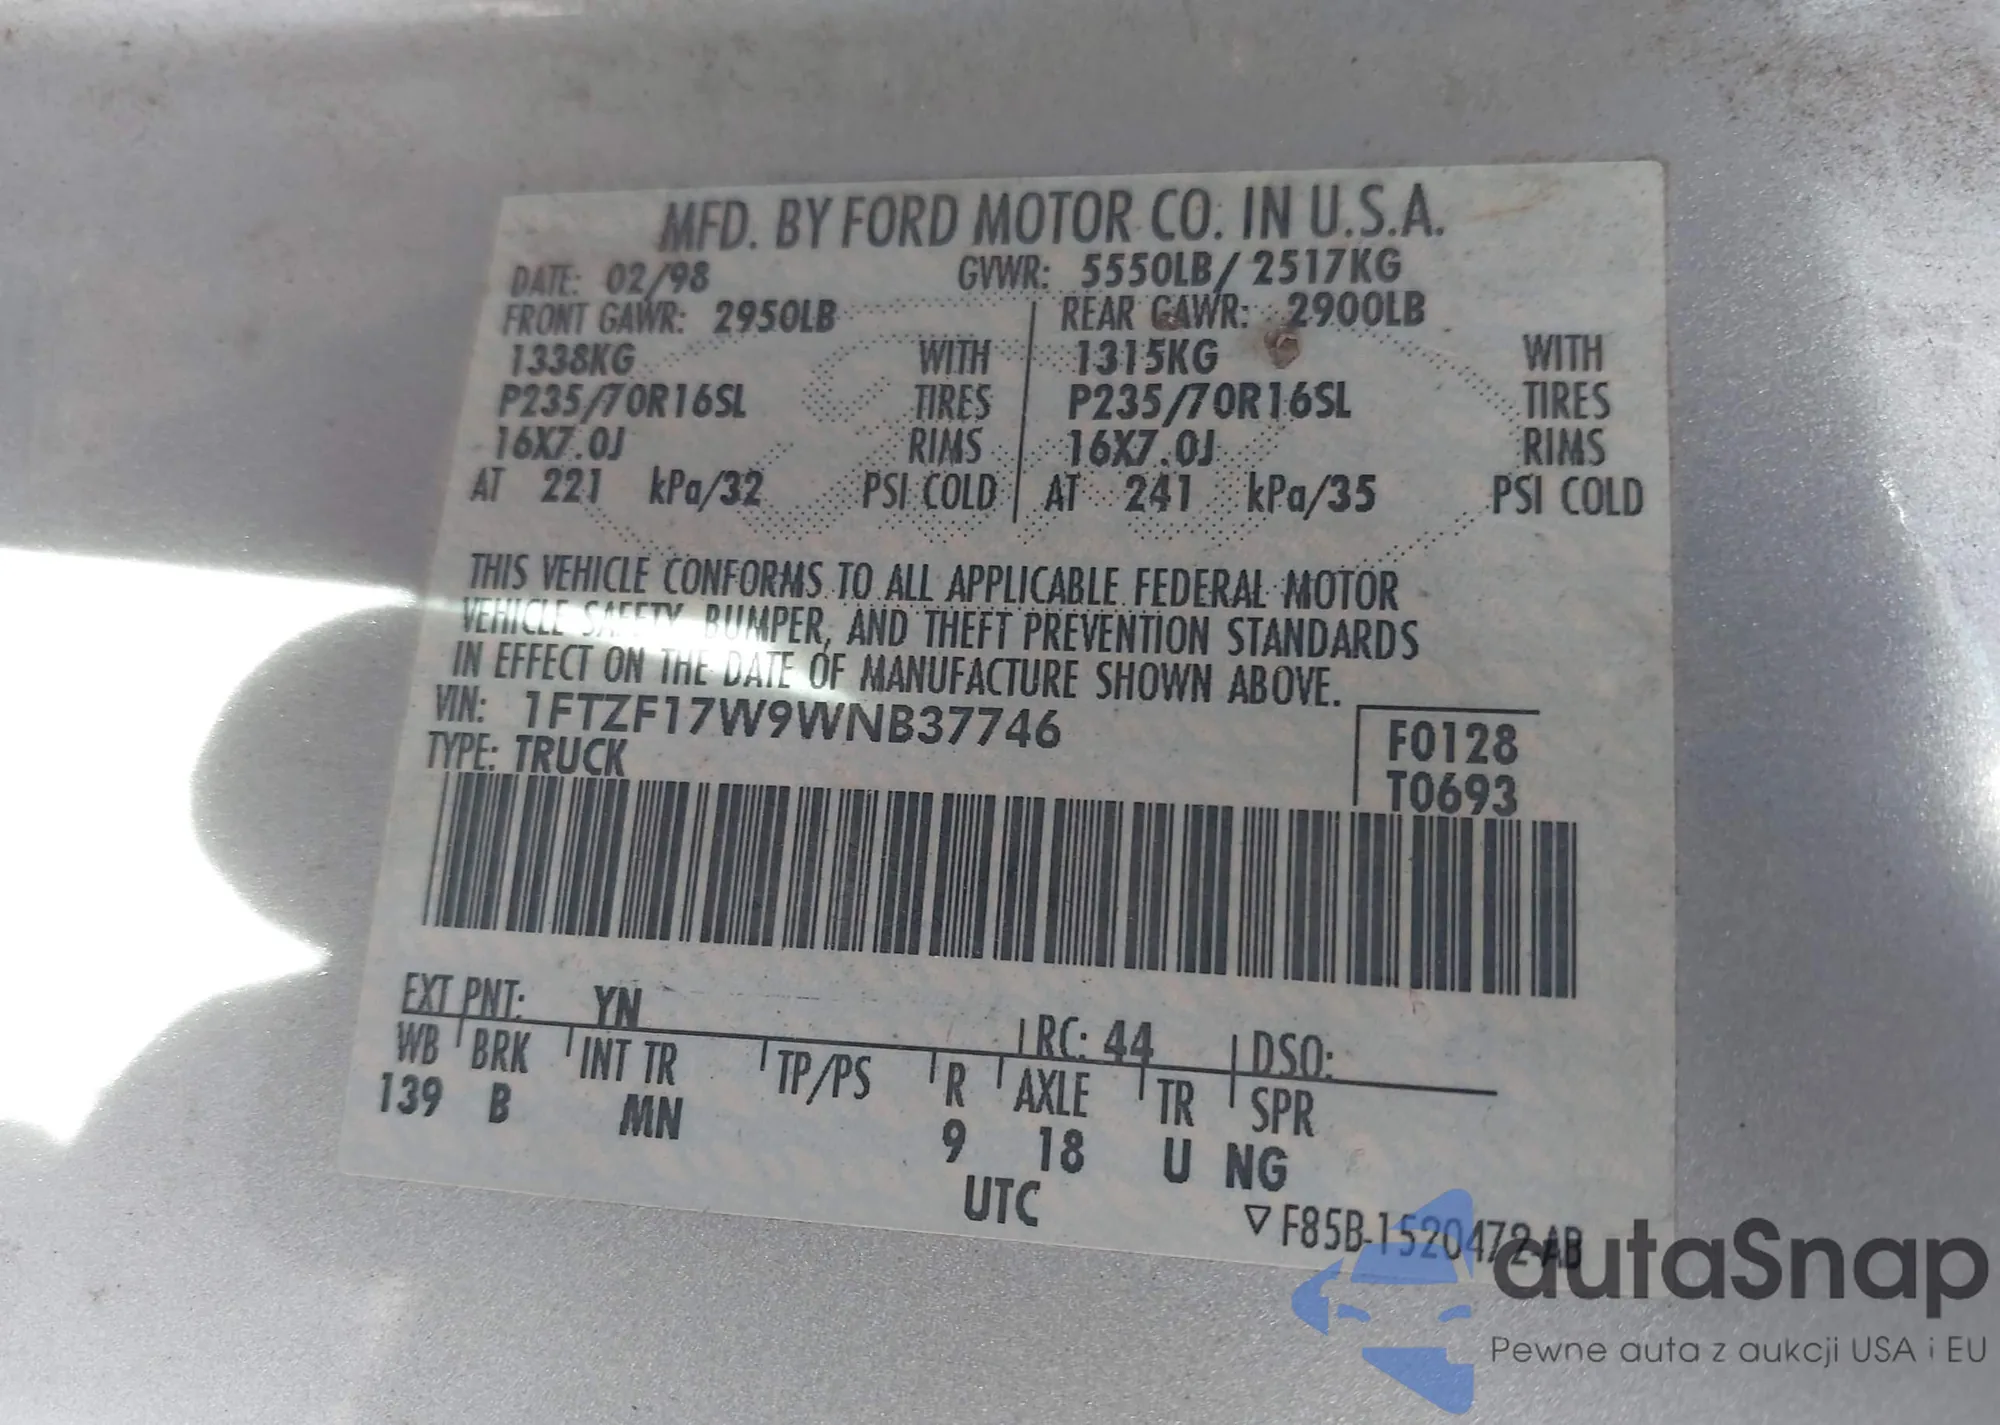 MFD. BY FORD MOTOR CO. IN U.S.A.
DATE: 02/98 GVWR: 5550LB/ 2517KG
FRONT GAWR: 2950LB REAR GAWR: 2900LB
1338KG WITH 1315KG WITH
P235/70R16SL TIRES P235/70R16SL TIRES
16X7.0J RIMS 16X7.0J RIMS
AT 221 kPa/32 PSI COLD AT 241 kPa/35 PSI COLD
THIS VEHICLE CONFORMS TO ALL APPLICABLE FEDERAL MOTOR
VEHICLE SAFETY, BUMPER, AND THEFT PREVENTION STANDARDS
IN EFFECT ON THE DATE OF MANUFACTURE SHOWN ABOVE.
VIN: 1FTZF17W9WNB37746 F0128
TYPE: TRUCK T0693
EXT PNT: YN RC: 44 DSO:
WB BRK INT TR TP/PS R AXLE TR SPR
139 B MN 9 18 U NG
UTC
▽ F85B-1520472-AB
autaSnap
Pewne auta z aukcji USA i EU